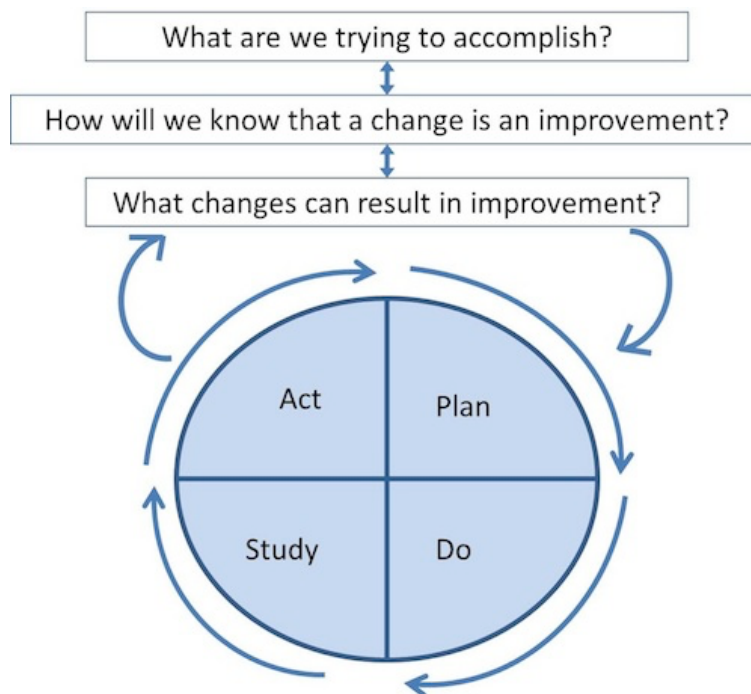 What are we trying to accomplish?
How will we know that a change is an improvement?
What changes can result in improvement?
Act
Plan
Study
Do